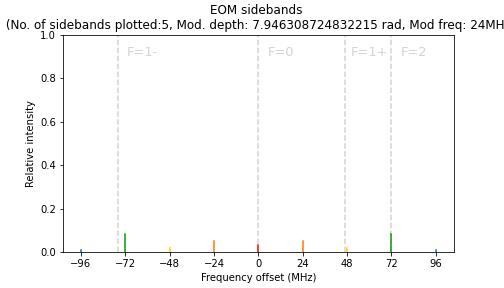 EOM sidebands
(No. of sidebands plotted:5, Mod. depth: 7.946308724832215 rad, Mod freq: 24MH
1.0
F=1-
F=0
F=1+
F=2
0.8
0.6
0.4
0.2
0.0
Relative intensity
−96
−72
−48
−24
0
24
48
72
96
Frequency offset (MHz)